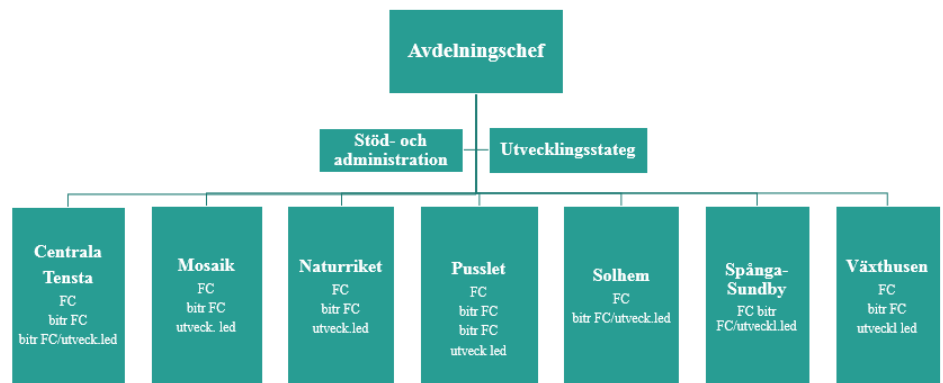 Avdelningschef
Stöd- och
administration
Utvecklingsstateg
Centrala
Tensta
FC
bitr FC
bitr FC/utveck.led
Mosaik
FC
bitr FC
utveck. led
Naturriket
FC
bitr FC
utveck.led
Pusslet
FC
bitr FC
bitr FC
utveck led
Solhem
FC
bitr FC/utveck.led
Spånga-
Sundby
FC bitr
FC/utveckl.led
Växthusen
FC
bitr FC
utveckl led